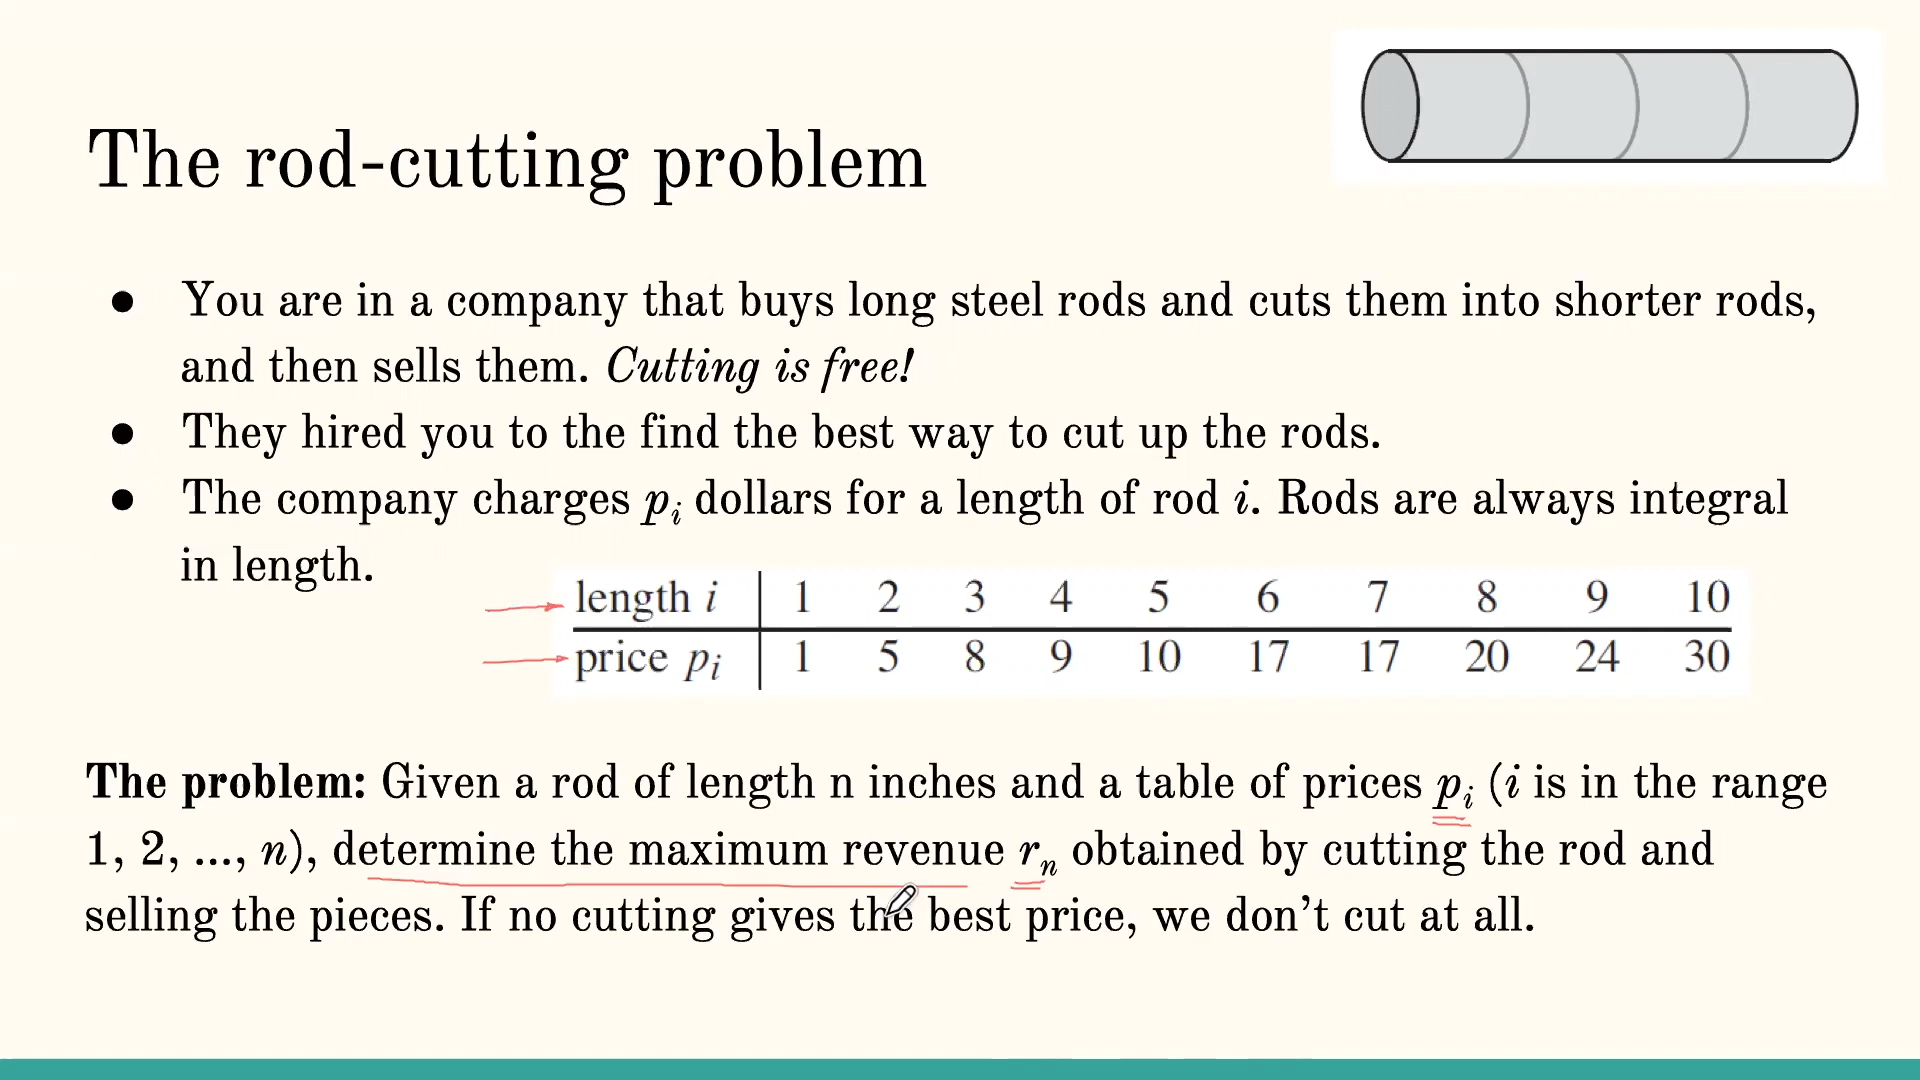 The rod-cutting problem
● You are in a company that buys long steel rods and cuts them into shorter rods,
and then sells them. Cutting is free!
● They hired you to the find the best way to cut up the rods.
● The company charges pᵢ dollars for a length of rod i. Rods are always integral
in length.
length i 1 2 3 4 5 6 7 8 9 10
price pᵢ 1 5 8 9 10 17 17 20 24 30
The problem: Given a rod of length n inches and a table of prices pᵢ (i is in the range
1, 2, ..., n), determine the maximum revenue rₙ obtained by cutting the rod and
selling the pieces. If no cutting gives the best price, we don’t cut at all.